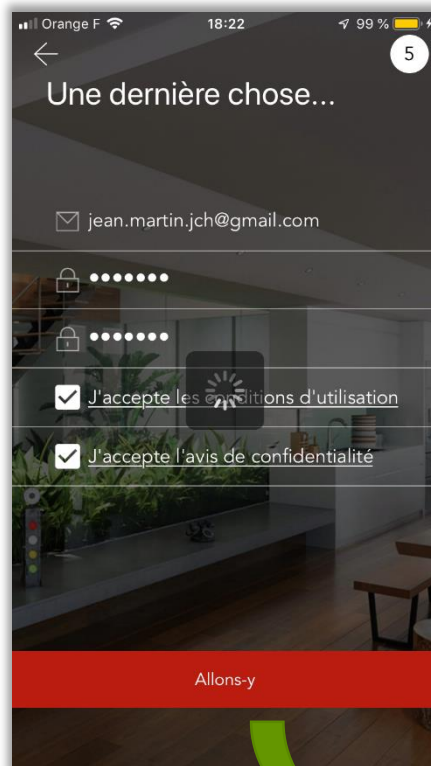 Orange F 18:22 99 %
5
Une dernière chose...
jean.martin.jch@gmail.com
•••••••
•••••••
J'accepte les conditions d'utilisation
J'accepte l'avis de confidentialité
Allons-y